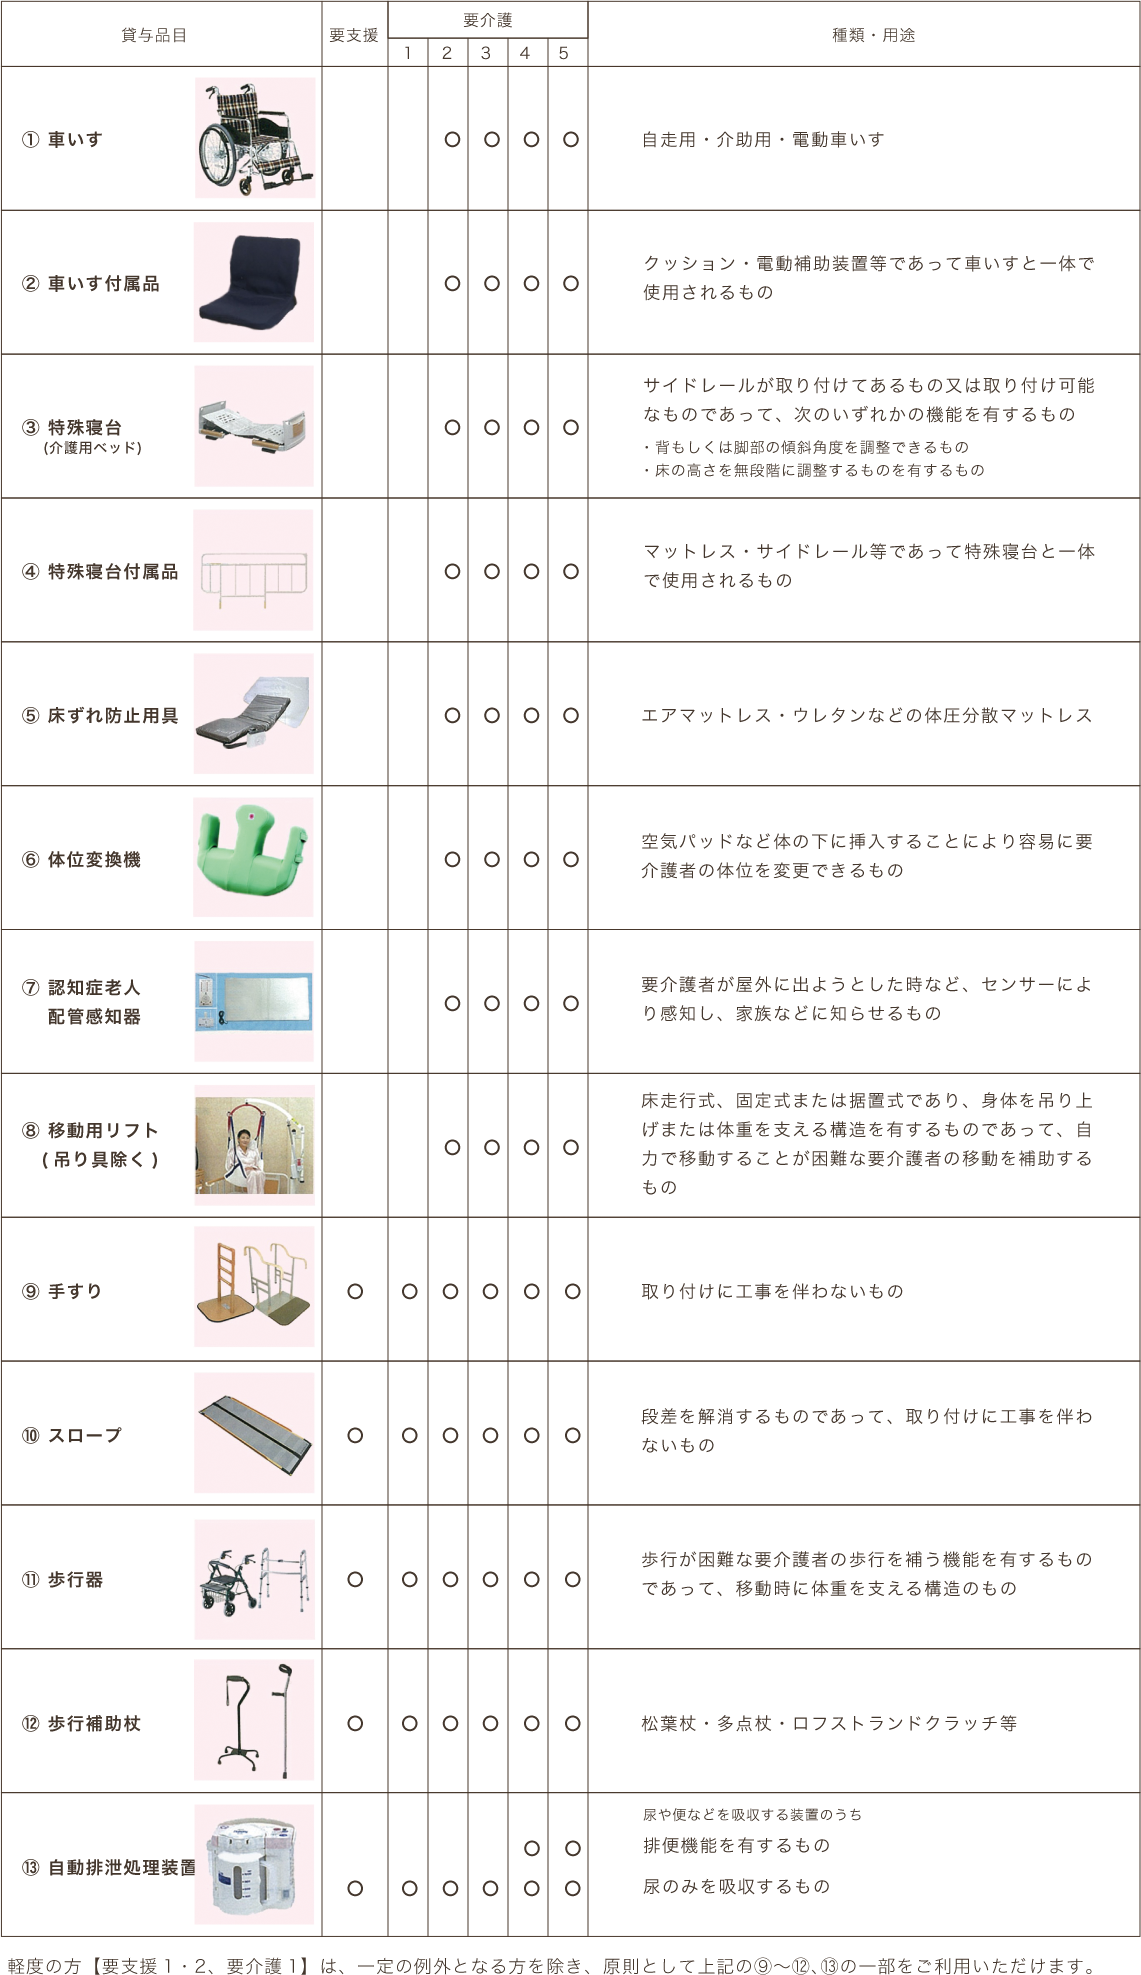 貸与品目 要支援 要介護 種類・用途
1 2 3 4 5
① 車いす ○ ○ ○ ○ 自走用・介助用・電動車いす
② 車いす付属品 ○ ○ ○ ○ クッション・電動補助装置等であって車いすと一体で
使用されるもの
③ 特殊寝台
(介護用ベッド)
○ ○ ○ ○
サイドレールが取り付けてあるもの又は取り付け可能
なものであって、次のいずれかの機能を有するもの
・背もしくは脚部の傾斜角度を調整できるもの
・床の高さを無段階に調整するものを有するもの
④ 特殊寝台付属品 ○ ○ ○ ○ マットレス・サイドレール等であって特殊寝台と一体
で使用されるもの
⑤ 床ずれ防止用具 ○ ○ ○ ○ エアマットレス・ウレタンなどの体圧分散マットレス
⑥ 体位変換機 ○ ○ ○ ○ 空気パッドなど体の下に挿入することにより容易に要
介護者の体位を変更できるもの
⑦ 認知症老人
配管感知器
○ ○ ○ ○
要介護者が屋外に出ようとした時など、センサーによ
り感知し、家族などに知らせるもの
⑧ 移動用リフト
(吊り具除く)
○ ○ ○ ○
床走行式、固定式または据置式であり、身体を吊り上
げまたは体重を支える構造を有するものであって、自
力で移動することが困難な要介護者の移動を補助する
もの
⑨ 手すり ○ ○ ○ ○ ○ ○ 取り付けに工事を伴わないもの
⑩ スロープ ○ ○ ○ ○ ○ ○ 段差を解消するものであって、取り付けに工事を伴わ
ないもの
⑪ 歩行器 ○ ○ ○ ○ ○ ○ 歩行が困難な要介護者の歩行を補う機能を有するもの
であって、移動時に体重を支える構造のもの
⑫ 歩行補助杖 ○ ○ ○ ○ ○ ○ 松葉杖・多点杖・ロフストランドクラッチ等
⑬ 自動排泄処理装置
尿や便などを吸収する装置のうち
○ ○ 排便機能を有するもの
○ ○ ○ ○ ○ ○ 尿のみを吸収するもの
軽度の方【要支援1・2、要介護1】は、一定の例外となる方を除き、原則として上記の⑨～⑫、⑬の一部をご利用いただけます。